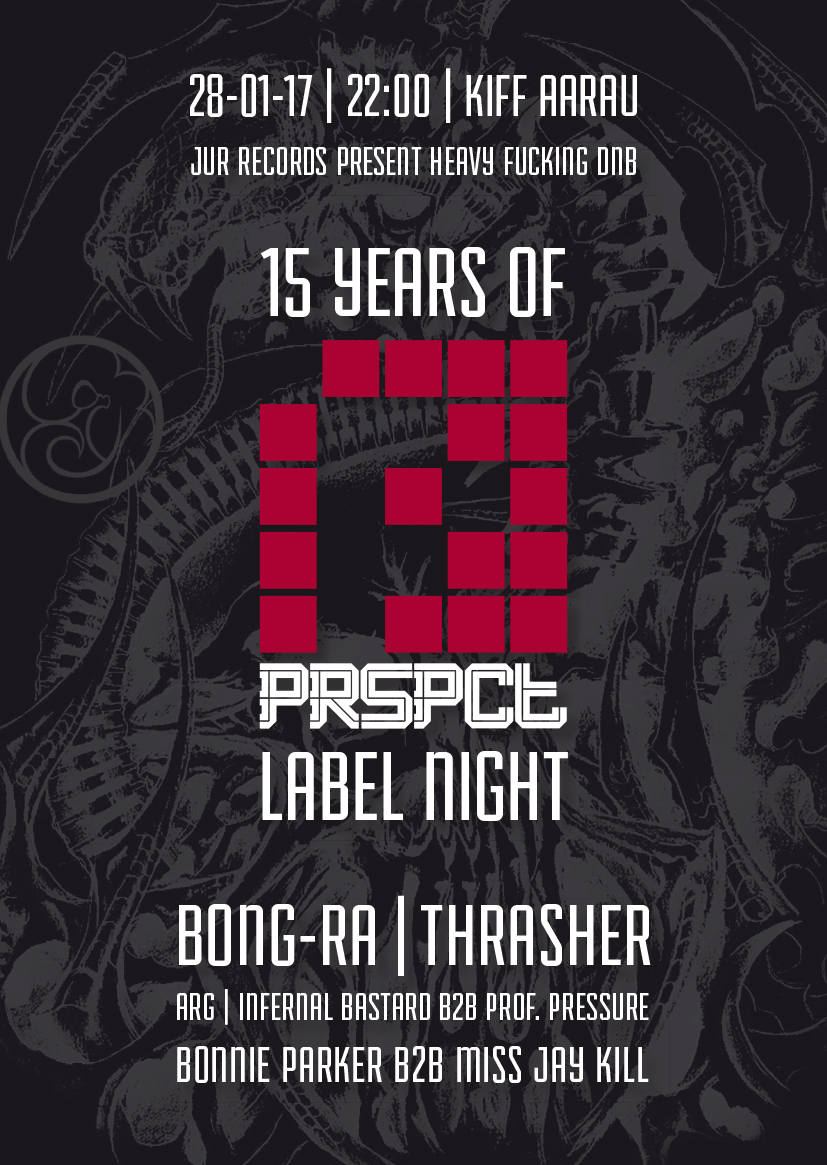 28-01-17 | 22:00 | KIFF AARAU
JUR RECORDS PRESENT HEAVY FUCKING DNB
15 YEARS OF
PRSPCt
LABEL NIGHT
BONG-RA | THRASHER
ARG | INFERNAL BASTARD B2B PROF. PRESSURE
BONNIE PARKER B2B MISS JAY KILL